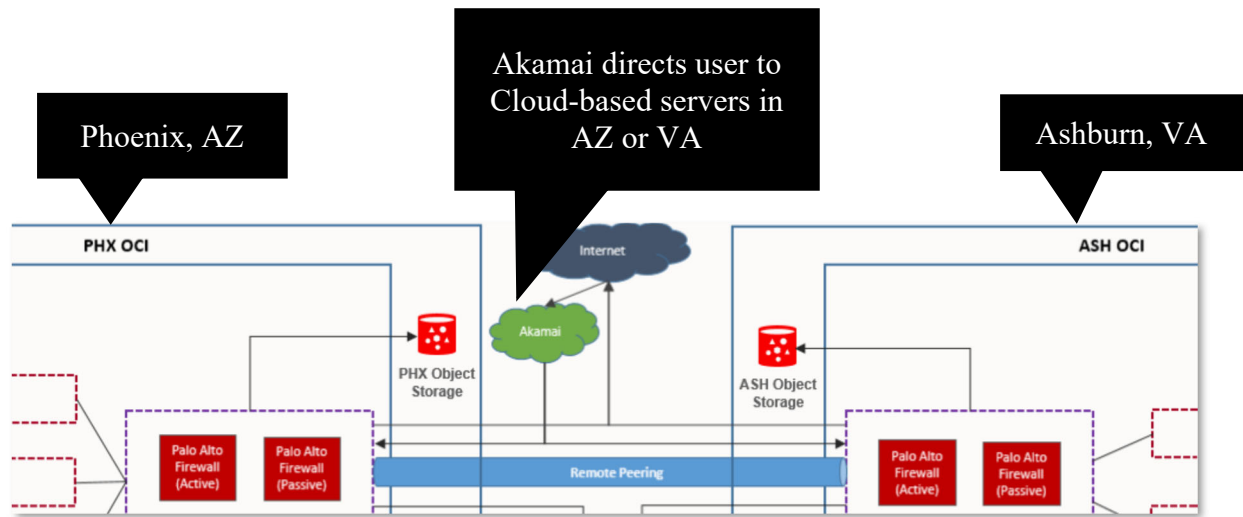 Akamai directs user to
Cloud-based servers in
AZ or VA
Phoenix, AZ
Ashburn, VA
PHX OCI
Internet
ASH OCI
Akamai
PHX Object
Storage
ASH Object
Storage
Palo Alto
Firewall
(Active)
Palo Alto
Firewall
(Passive)
Remote Peering
Palo Alto
Firewall
(Active)
Palo Alto
Firewall
(Passive)